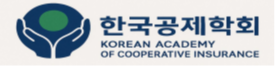 한국공제학회
KOREAN ACADEMY
OF COOPERATIVE INSURANCE